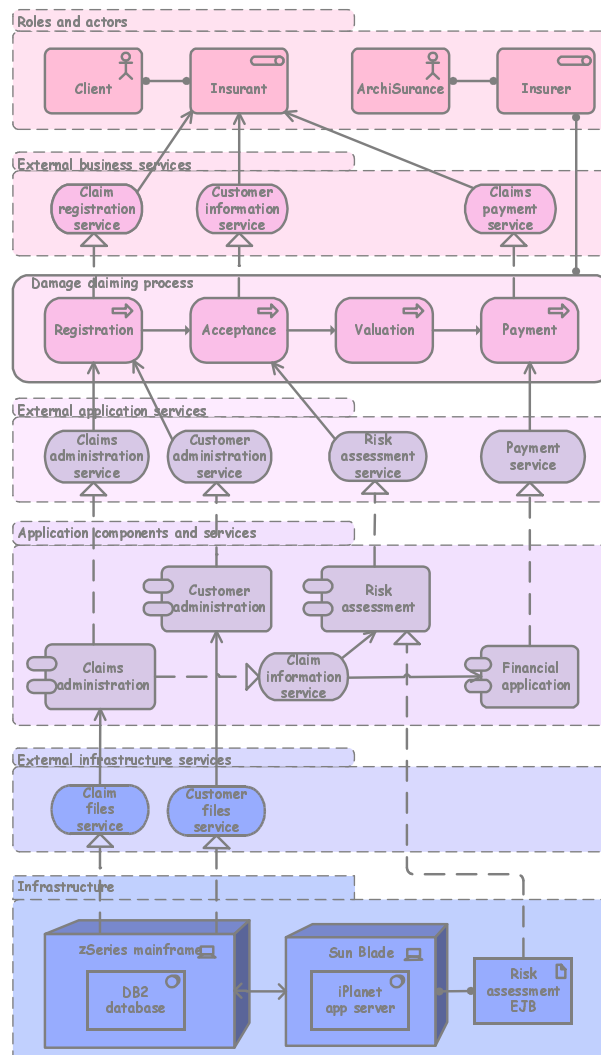 Roles and actors
Client
Insurant
ArchiSurance
Insurer
External business services
Claim
registration
service
Customer
information
service
Claims
payment
service
Damage claiming process
Registration
Acceptance
Valuation
Payment
External application services
Claims
administration
service
Customer
administration
service
Risk
assessment
service
Payment
service
Application components and services
Customer
administration
Risk
assessment
Claims
administration
Claim
information
service
Financial
application
External infrastructure services
Claim
files
service
Customer
files
service
Infrastructure
zSeries mainframe
DB2
database
Sun Blade
iPlanet
app server
Risk
assessment
EJB